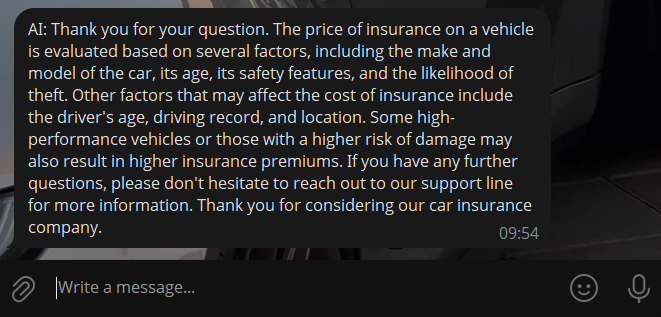 AI: Thank you for your question. The price of insurance on a vehicle
is evaluated based on several factors, including the make and
model of the car, its age, its safety features, and the likelihood of
theft. Other factors that may affect the cost of insurance include
the driver's age, driving record, and location. Some high-
performance vehicles or those with a higher risk of damage may
also result in higher insurance premiums. If you have any further
questions, please don't hesitate to reach out to our support line
for more information. Thank you for considering our car insurance
company.
09:54
Write a message...